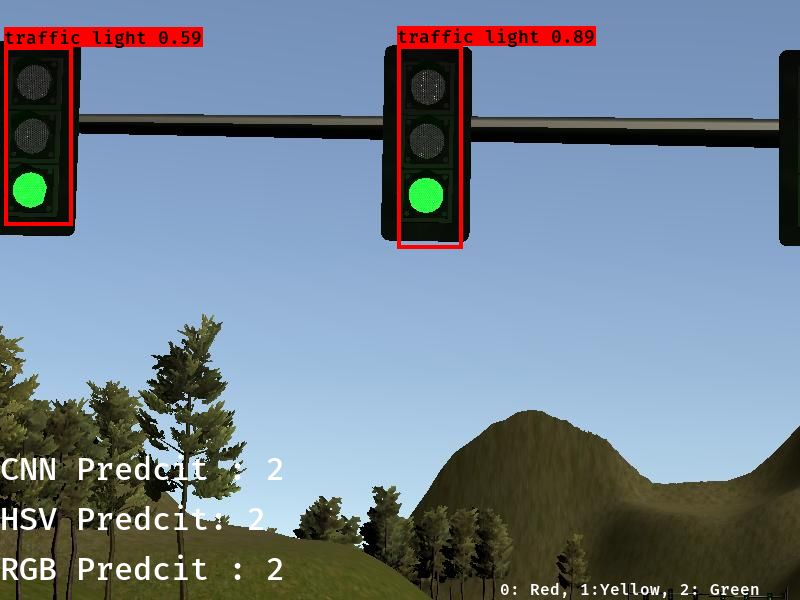 traffic light 0.59
traffic light 0.89
CNN Predcit : 2
HSV Predcit: 2
RGB Predcit : 2
0: Red, 1:Yellow, 2: Green